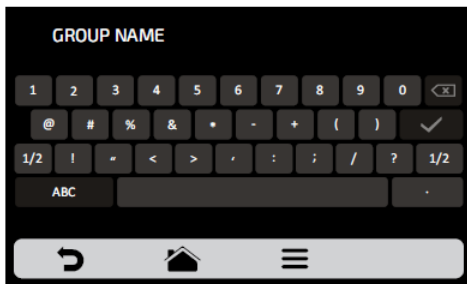 GROUP NAME
1 2 3 4 5 6 7 8 9 0
@ # % & • - + ( )
1/2 ! “ < > ‘ : ; / ? 1/2
ABC .